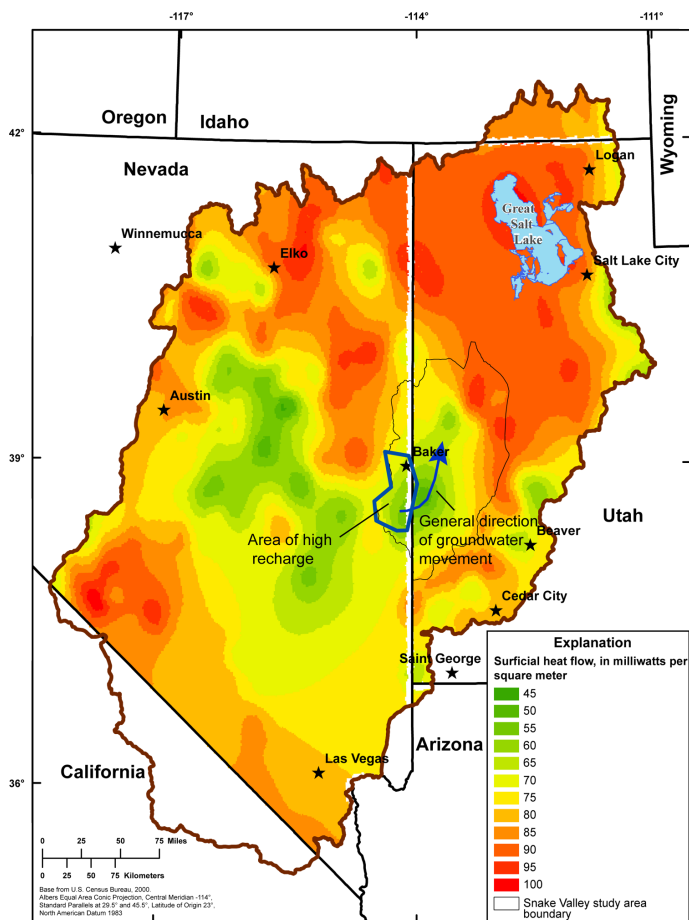 -117°
-114°
-111°
Oregon
Idaho
Wyoming
42°
Nevada
Logan
Great
Salt
Lake
Winnemucca
Elko
Salt Lake City
Austin
39°
Baker
Utah
Area of high
recharge
General direction
of groundwater
movement
Beaver
Cedar City
Saint George
Arizona
Las Vegas
36°
California
0 25 50 75 Miles
0 25 50 75 Kilometers
Base from U.S. Census Bureau, 2000.
Albers Equal Area Conic Projection, Central Meridian -114°,
Standard Parallels at 29.5° and 45.5°, Latitude of Origin 23°,
North American Datum 1983
Explanation
Surficial heat flow, in milliwatts per
square meter
45
50
55
60
65
70
75
80
85
90
95
100
Snake Valley study area
boundary